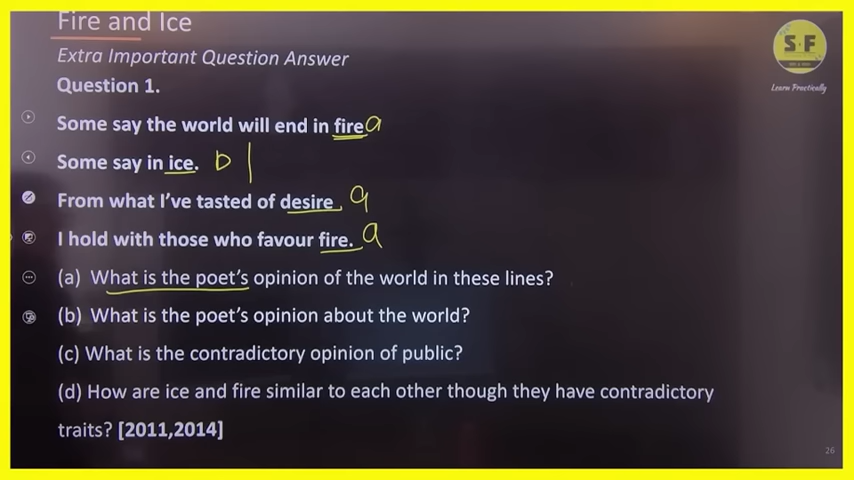 Fire and Ice
S F
Extra Important Question Answer
Learn Practically
Question 1.
Some say the world will end in fire a
Some say in ice. b
From what I've tasted of desire a
I hold with those who favour fire. a
(a) What is the poet's opinion of the world in these lines?
(b) What is the poet's opinion about the world?
(c) What is the contradictory opinion of public?
(d) How are ice and fire similar to each other though they have contradictory
traits? [2011,2014]
26